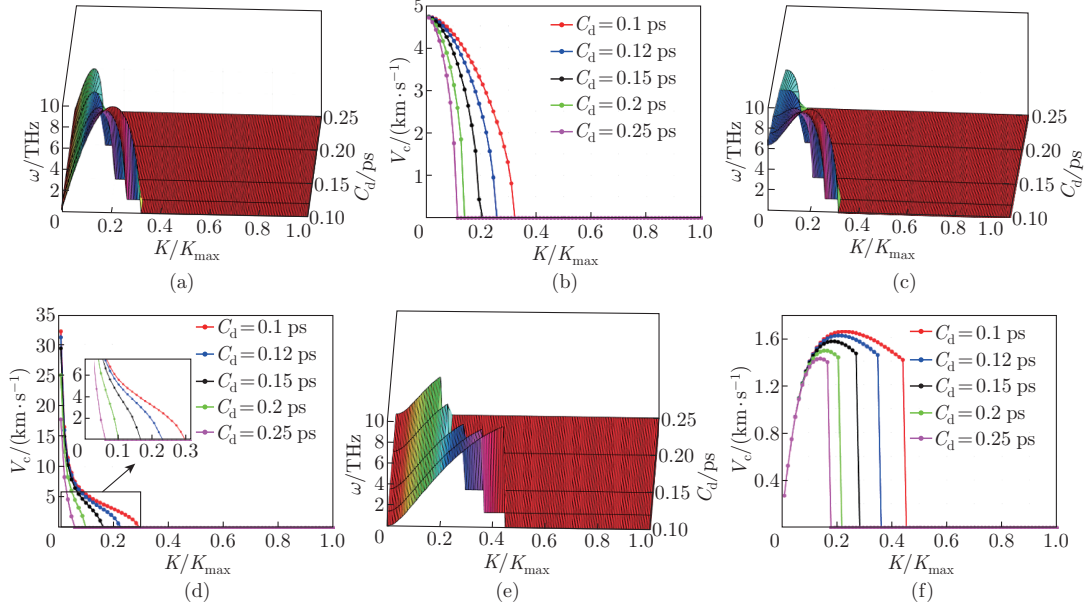 10
8
6
4
2
0
ω/THz
0 0.2 0.4 0.6 0.8 1.0
K/Kmax
0.25
0.20
0.15
0.10
Cd/ps
(a)
5
4
3
2
1
Vc/(km·s⁻¹)
Cd=0.1 ps
Cd=0.12 ps
Cd=0.15 ps
Cd=0.2 ps
Cd=0.25 ps
0 0.2 0.4 0.6 0.8 1.0
K/Kmax
(b)
10
8
6
4
2
ω/THz
0 0.2 0.4 0.6 0.8 1.0
K/Kmax
0.25
0.20
0.15
0.10
Cd/ps
(c)
35
30
25
20
15
10
5
Vc/(km·s⁻¹)
Cd=0.1 ps
Cd=0.12 ps
Cd=0.15 ps
Cd=0.2 ps
Cd=0.25 ps
6
4
2
0 0.1 0.2 0.3
0 0.2 0.4 0.6 0.8 1.0
K/Kmax
(d)
10
8
6
4
2
0
ω/THz
0 0.2 0.4 0.6 0.8 1.0
K/Kmax
0.25
0.20
0.15
0.10
Cd/ps
(e)
1.6
1.2
0.8
0.4
Vc/(km·s⁻¹)
Cd=0.1 ps
Cd=0.12 ps
Cd=0.15 ps
Cd=0.2 ps
Cd=0.25 ps
0 0.2 0.4 0.6 0.8 1.0
K/Kmax
(f)